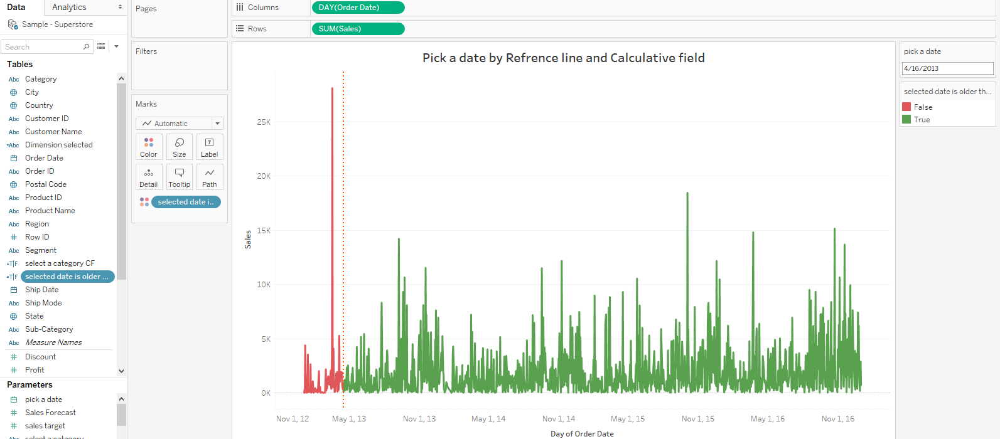 Data
Analytics
Sample - Superstore
Search
Tables
Abc Category
City
Country
Abc Customer ID
Abc Customer Name
=Abc Dimension selected
Order Date
Abc Order ID
Postal Code
Abc Product ID
Abc Product Name
Abc Region
# Row ID
Abc Segment
=T|F select a category CF
=T|F selected date is older ...
Ship Date
Abc Ship Mode
State
Abc Sub-Category
Abc Measure Names
# Discount
# Profit
Parameters
pick a date
# Sales Forecast
# sales target
Abc select a category
Pages
Filters
Marks
Automatic
Color
Size
Label
Detail
Tooltip
Path
selected date i..
Columns
DAY(Order Date)
Rows
SUM(Sales)
Pick a date by Refrence line and Calculative field
Sales
25K
20K
15K
10K
5K
0K
Nov 1, 12
May 1, 13
Nov 1, 13
May 1, 14
Nov 1, 14
May 1, 15
Nov 1, 15
May 1, 16
Nov 1, 16
Day of Order Date
pick a date
4/16/2013
selected date is older th...
False
True